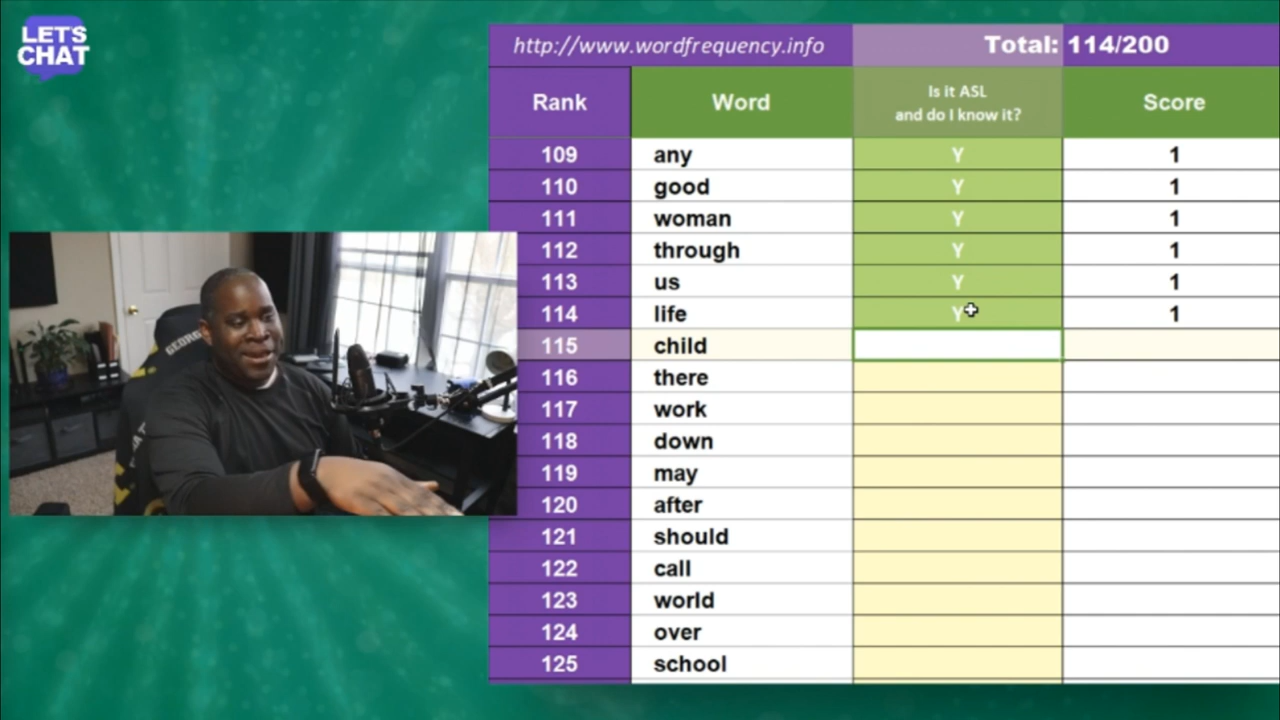 LET'S
CHAT
http://www.wordfrequency.info Total: 114/200
Rank Word Is it ASL and do I know it? Score
109 any Y 1
110 good Y 1
111 woman Y 1
112 through Y 1
113 us Y 1
114 life Y 1
115 child
116 there
117 work
118 down
119 may
120 after
121 should
122 call
123 world
124 over
125 school
GEORG